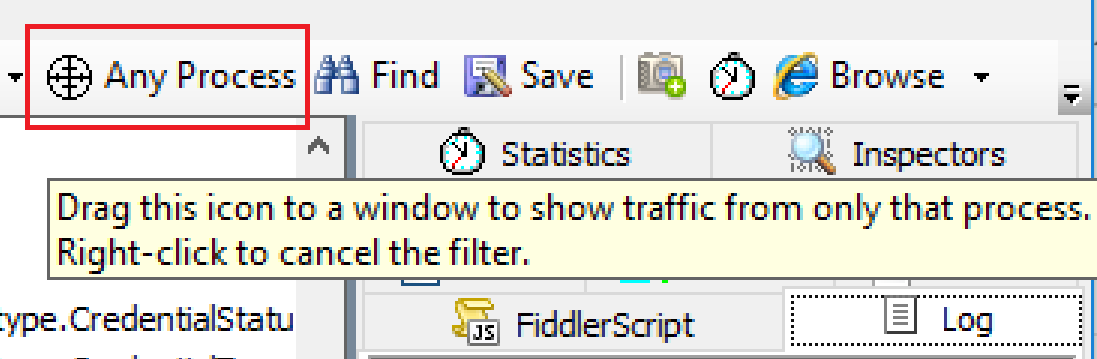 Any Process Find Save Browse
Statistics Inspectors
Drag this icon to a window to show traffic from only that process.
Right-click to cancel the filter.
type.CredentialStatu
JS FiddlerScript Log